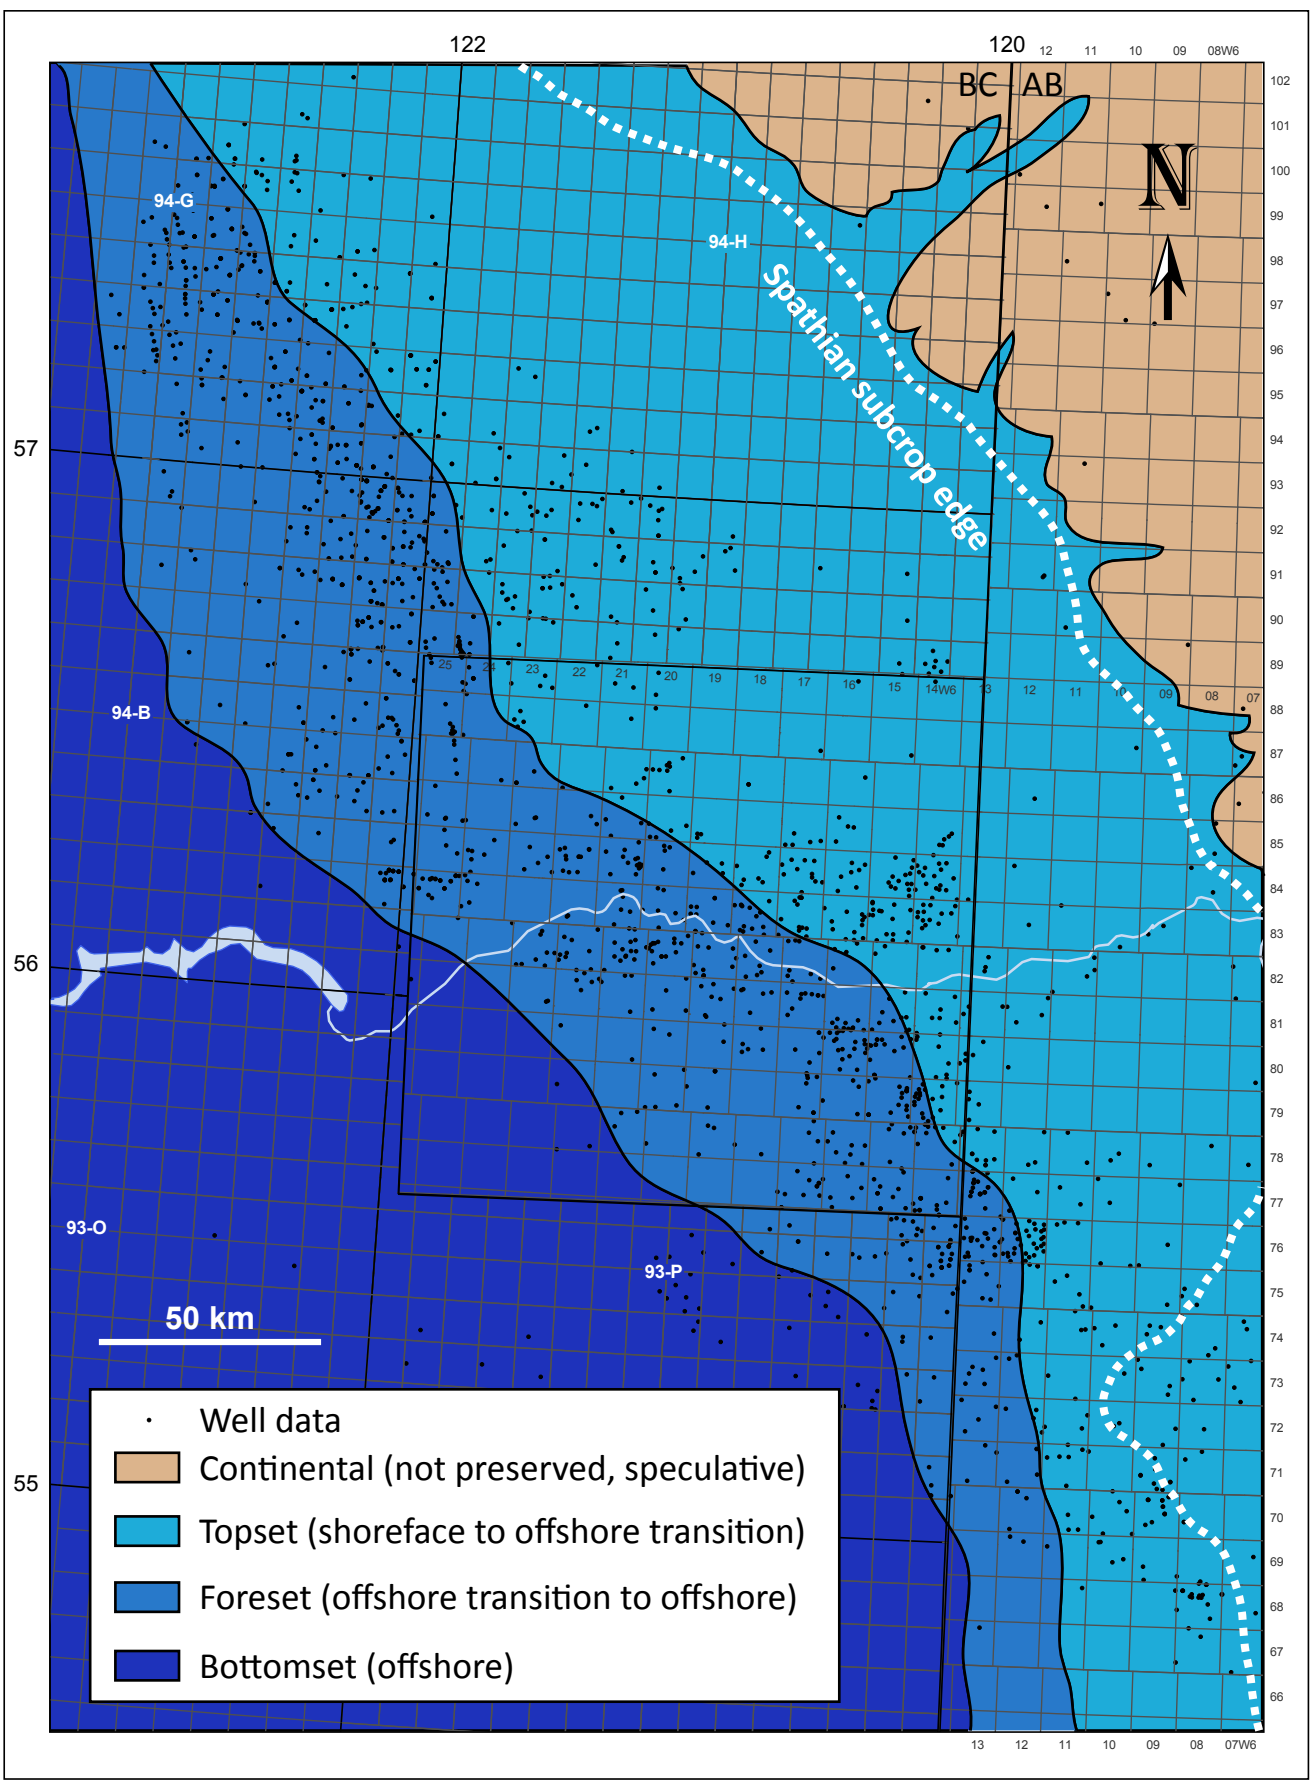 122
120
12 11 10 09 08W6
BC AB
102
101
100
99
98
97
96
95
94
93
92
91
90
89
88
87
86
85
84
83
82
81
80
79
78
77
76
75
74
73
72
71
70
69
68
67
66
N
94-G
94-H
Spathian subcrop edge
57
25 24 23 22 21 20 19 18 17 16 15 14W6 13 12 11 10 09 08 07
94-B
56
93-O
93-P
50 km
55
Well data
Continental (not preserved, speculative)
Topset (shoreface to offshore transition)
Foreset (offshore transition to offshore)
Bottomset (offshore)
13 12 11 10 09 08 07W6